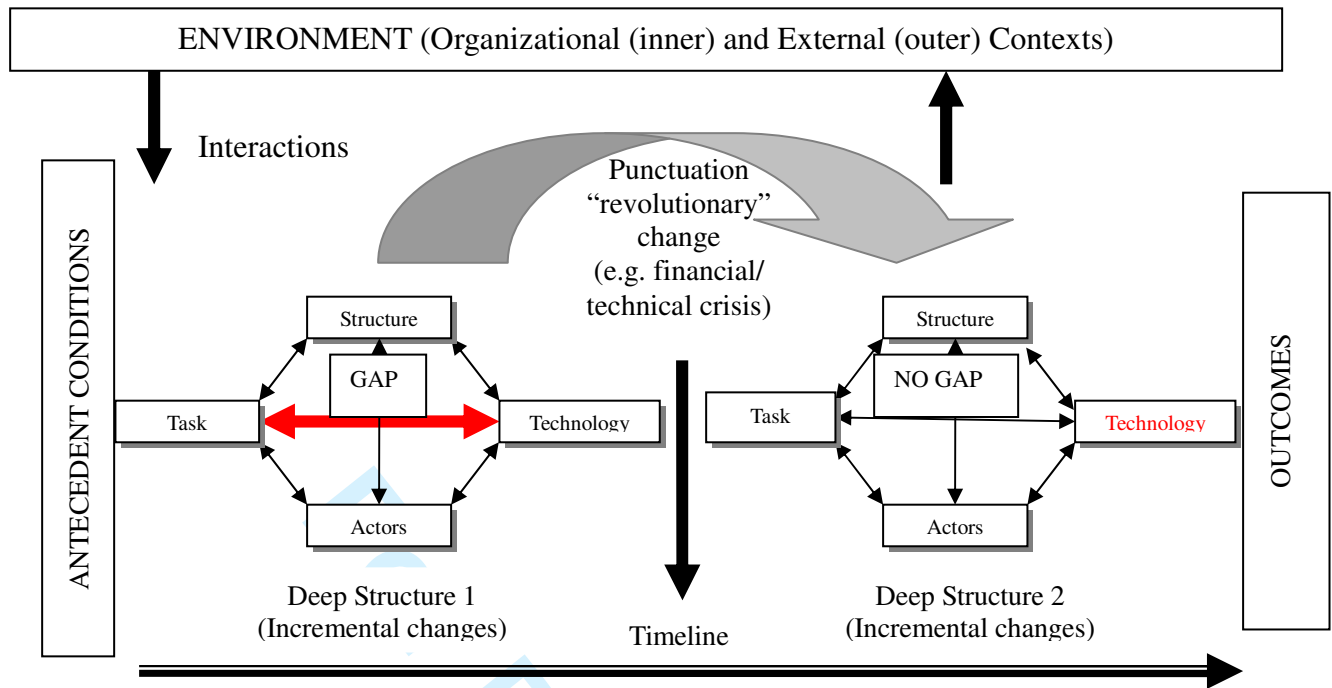 ENVIRONMENT (Organizational (inner) and External (outer) Contexts)
Interactions
ANTECEDENT CONDITIONS
Punctuation
“revolutionary”
change
(e.g. financial/
technical crisis)
Structure
GAP
Task
Technology
Actors
Deep Structure 1
(Incremental changes)
Structure
NO GAP
Task
Technology
Actors
Deep Structure 2
(Incremental changes)
OUTCOMES
Timeline